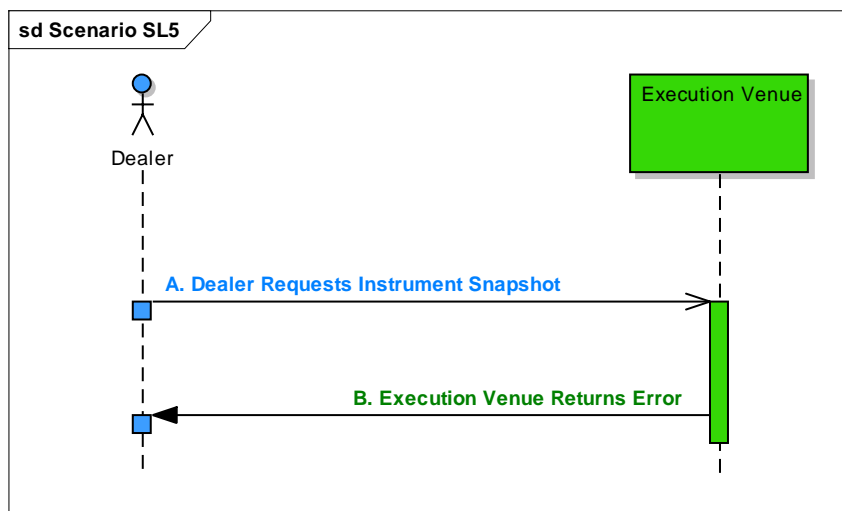 sd Scenario SL5
Dealer
Execution Venue
A. Dealer Requests Instrument Snapshot
B. Execution Venue Returns Error